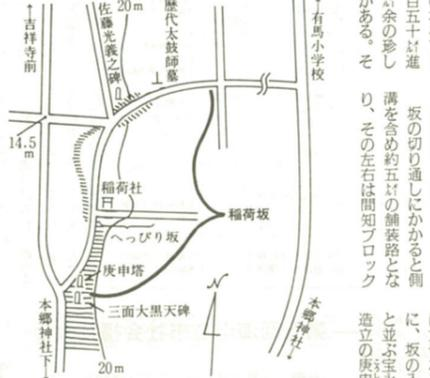 百五十㍍進
㍍余の珍し
がある。そ
坂の切り通しにかかると側
溝を含め約五㍍の舗装路とな
り、その左右は間知ブロック
に、坂の
と並ぶ宝
造立の庚申
←吉祥寺前
佐藤光義之碑
20m
歴代太鼓師墓
↑有馬小学校
14.5
m
稲荷社
稲荷坂
へっぴり坂
庚申塔
三面大黒天碑
N
本郷神社下
↓
本郷神社
↓
20m